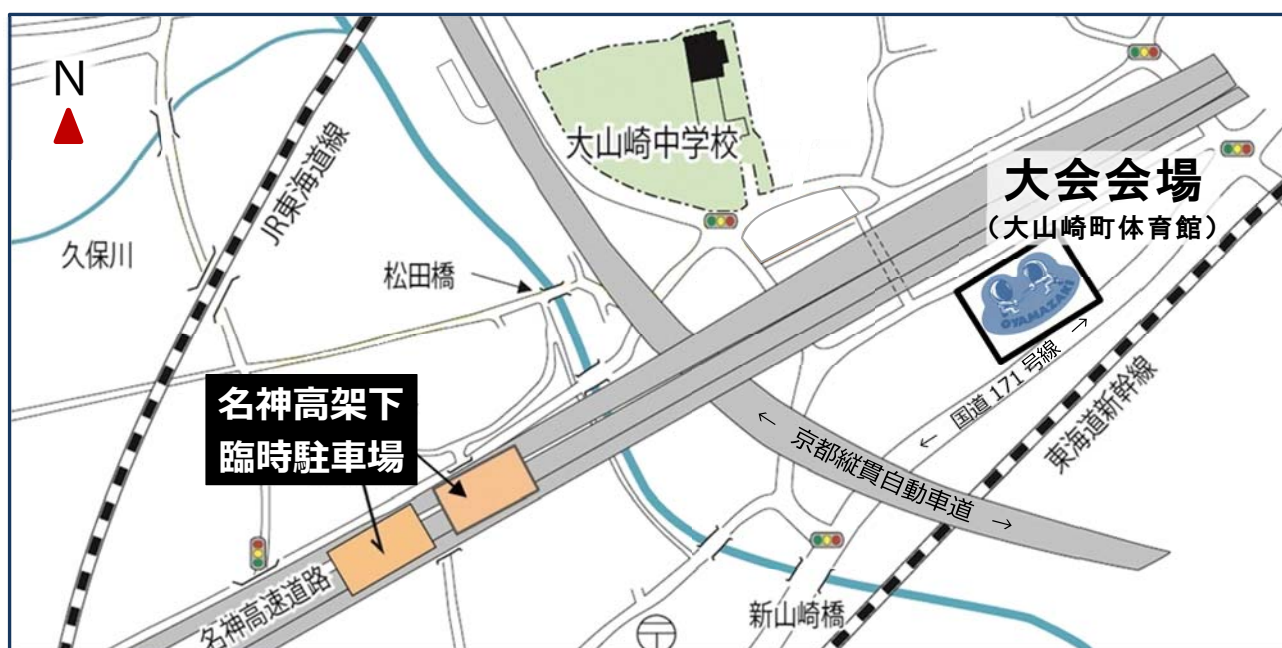 N
大山崎中学校
大会会場
（大山崎町体育館）
OYAMAZAKI
JR東海道線
久保川
松田橋
名神高架下
臨時駐車場
← 国道 171 号線 →
東海道新幹線
← 京都縦貫自動車道 →
名神高速道路
新山崎橋